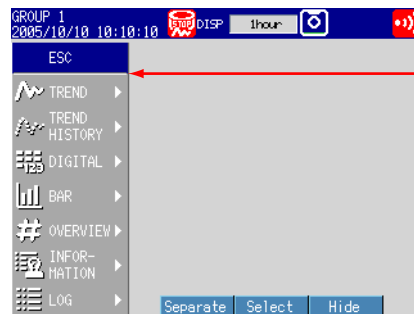 GROUP 1
2005/10/10 10:10:10 STOP DISP 1hour
ESC
TREND
TREND
HISTORY
DIGITAL
BAR
OVERVIEW
INFOR-
MATION
LOG
Separate Select Hide